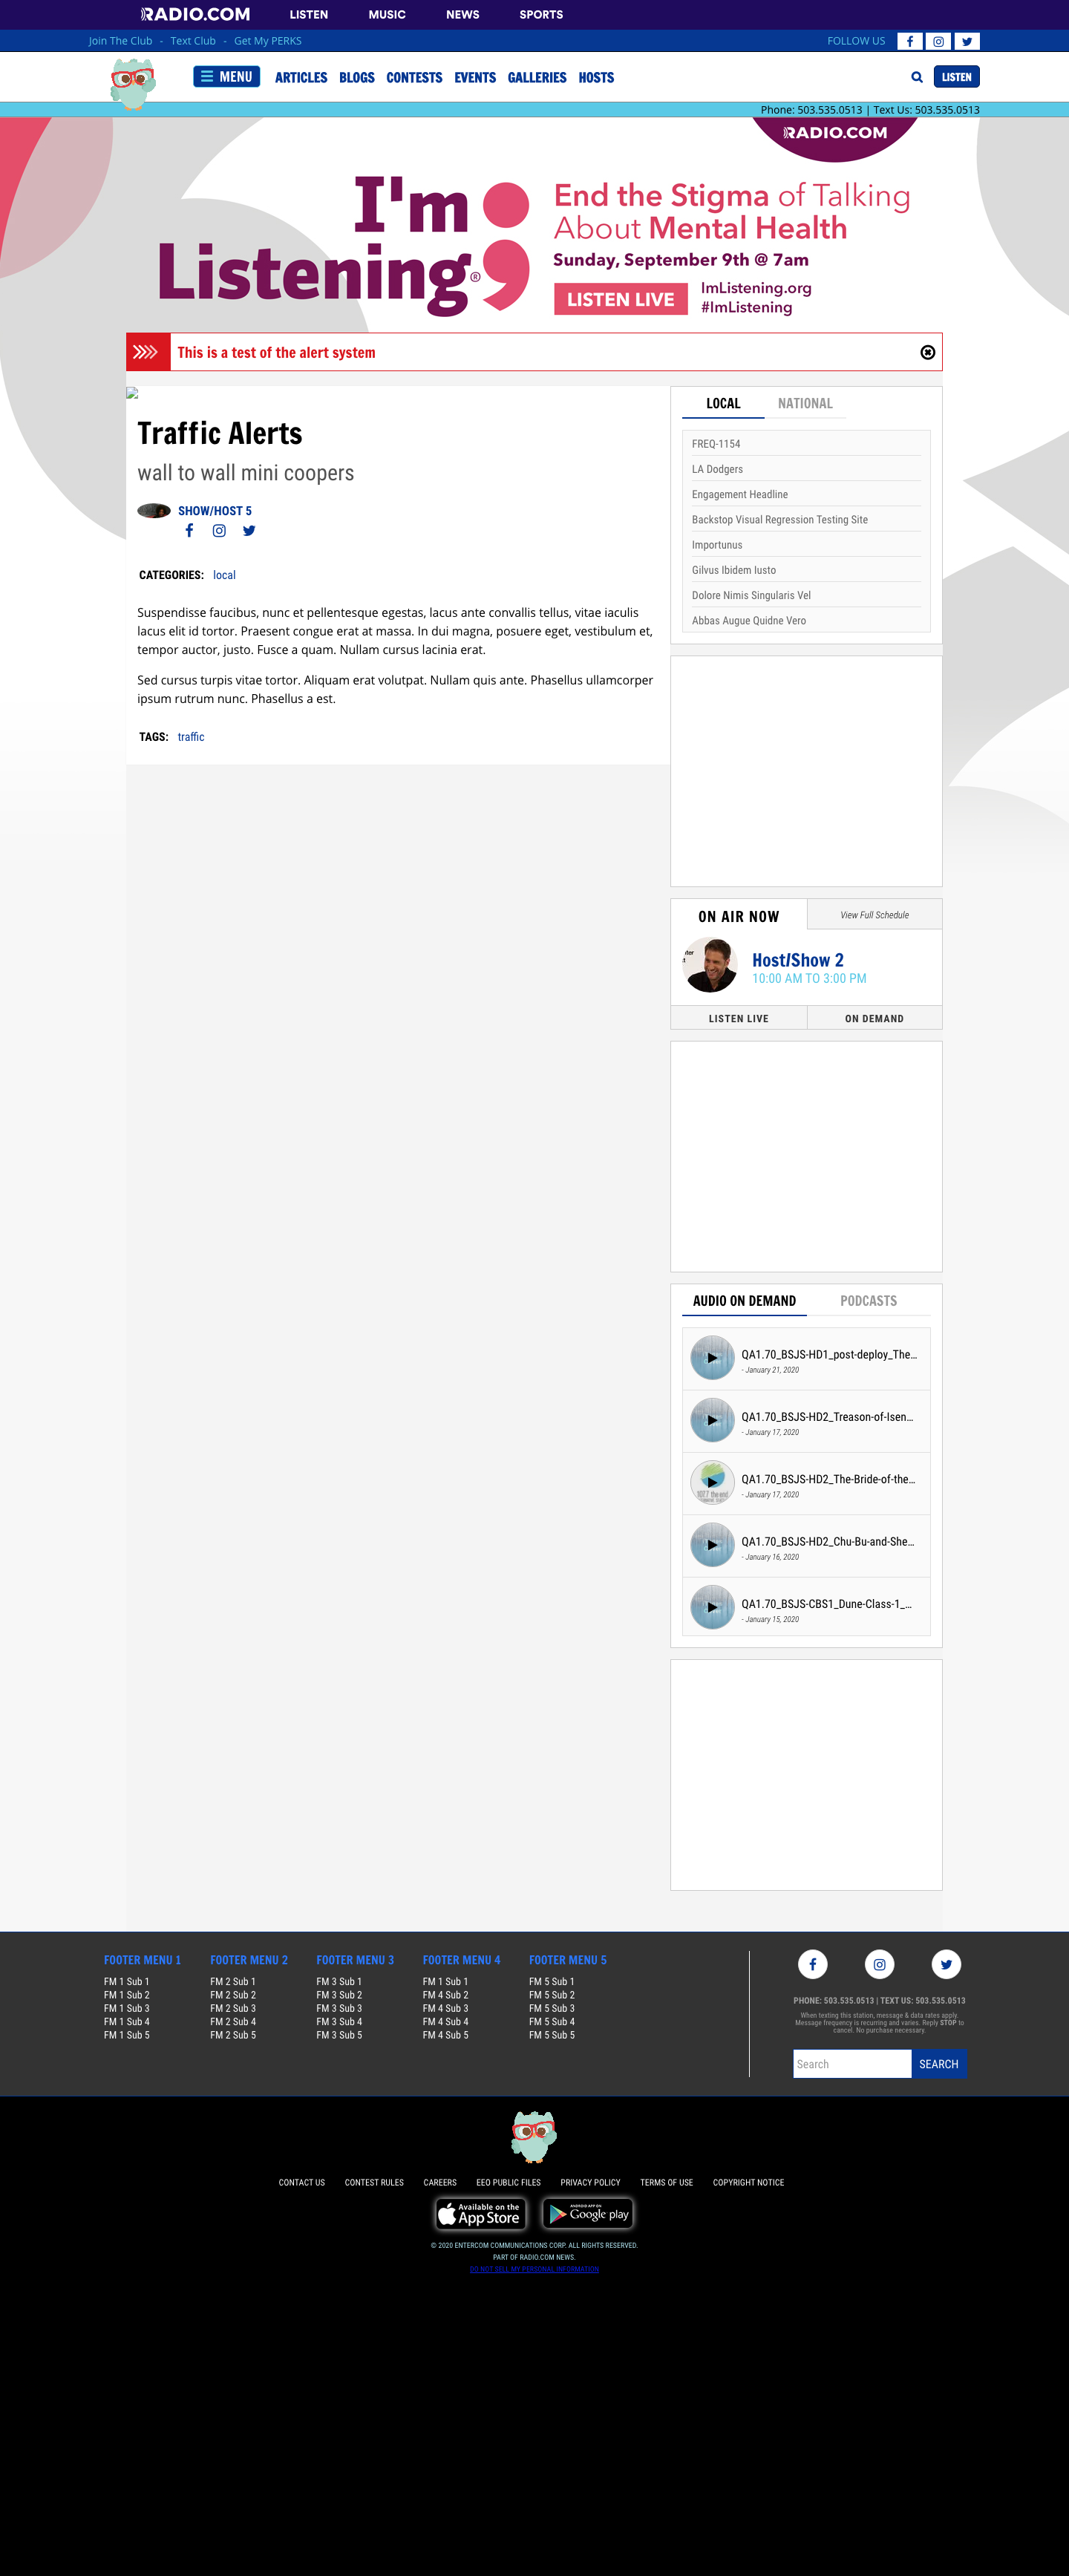 RADIO.COM LISTEN MUSIC NEWS SPORTS
Join The Club - Text Club - Get My PERKS FOLLOW US
MENU ARTICLES BLOGS CONTESTS EVENTS GALLERIES HOSTS LISTEN
Phone: 503.535.0513 | Text Us: 503.535.0513
RADIO.COM
I'm
Listening®
End the Stigma of Talking
About Mental Health
Sunday, September 9th @ 7am
LISTEN LIVE
ImListening.org
#ImListening
This is a test of the alert system
Traffic Alerts
wall to wall mini coopers
SHOW/HOST 5
CATEGORIES: local
Suspendisse faucibus, nunc et pellentesque egestas, lacus ante convallis tellus, vitae iaculis
lacus elit id tortor. Praesent congue erat at massa. In dui magna, posuere eget, vestibulum et,
tempor auctor, justo. Fusce a quam. Nullam cursus lacinia erat.
Sed cursus turpis vitae tortor. Aliquam erat volutpat. Nullam quis ante. Phasellus ullamcorper
ipsum rutrum nunc. Phasellus a est.
TAGS: traffic
LOCAL NATIONAL
FREQ-1154
LA Dodgers
Engagement Headline
Backstop Visual Regression Testing Site
Importunus
Gilvus Ibidem Iusto
Dolore Nimis Singularis Vel
Abbas Augue Quidne Vero
ON AIR NOW View Full Schedule
Host/Show 2
10:00 AM TO 3:00 PM
LISTEN LIVE ON DEMAND
AUDIO ON DEMAND PODCASTS
QA1.70_BSJS-HD1_post-deploy_The...
- January 21, 2020
QA1.70_BSJS-HD2_Treason-of-Isen...
- January 17, 2020
QA1.70_BSJS-HD2_The-Bride-of-the...
- January 17, 2020
QA1.70_BSJS-HD2_Chu-Bu-and-She...
- January 16, 2020
QA1.70_BSJS-CBS1_Dune-Class-1_...
- January 15, 2020
FOOTER MENU 1
FM 1 Sub 1
FM 1 Sub 2
FM 1 Sub 3
FM 1 Sub 4
FM 1 Sub 5
FOOTER MENU 2
FM 2 Sub 1
FM 2 Sub 2
FM 2 Sub 3
FM 2 Sub 4
FM 2 Sub 5
FOOTER MENU 3
FM 3 Sub 1
FM 3 Sub 2
FM 3 Sub 3
FM 3 Sub 4
FM 3 Sub 5
FOOTER MENU 4
FM 1 Sub 1
FM 4 Sub 2
FM 4 Sub 3
FM 4 Sub 4
FM 4 Sub 5
FOOTER MENU 5
FM 5 Sub 1
FM 5 Sub 2
FM 5 Sub 3
FM 5 Sub 4
FM 5 Sub 5
PHONE: 503.535.0513 | TEXT US: 503.535.0513
When texting this station, message & data rates apply.
Message frequency is recurring and varies. Reply STOP to
cancel. No purchase necessary.
Search SEARCH
CONTACT US CONTEST RULES CAREERS EEO PUBLIC FILES PRIVACY POLICY TERMS OF USE COPYRIGHT NOTICE
Available on the
App Store
ANDROID APP ON
Google play
© 2020 ENTERCOM COMMUNICATIONS CORP. ALL RIGHTS RESERVED.
PART OF RADIO.COM NEWS.
DO NOT SELL MY PERSONAL INFORMATION